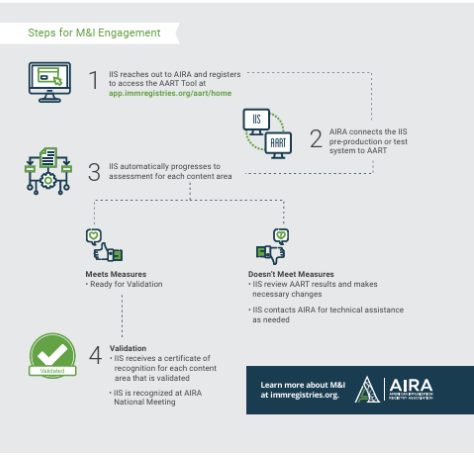 Steps for M&I Engagement
1
IIS reaches out to AIRA and registers
to access the AART Tool at
app.immregistries.org/aart/home
IIS
AART
2
AIRA connects the IIS
pre-production or test
system to AART
3
IIS automatically progresses to
assessment for each content area
Meets Measures
• Ready for Validation
Doesn't Meet Measures
• IIS review AART results and makes
necessary changes
• IIS contacts AIRA for technical assistance
as needed
Validated
4
Validation
• IIS receives a certificate of
recognition for each content
area that is validated
• IIS is recognized at AIRA
National Meeting
Learn more about M&I
at immregistries.org.
AIRA
AMERICAN IMMUNIZATION
REGISTRY ASSOCIATION